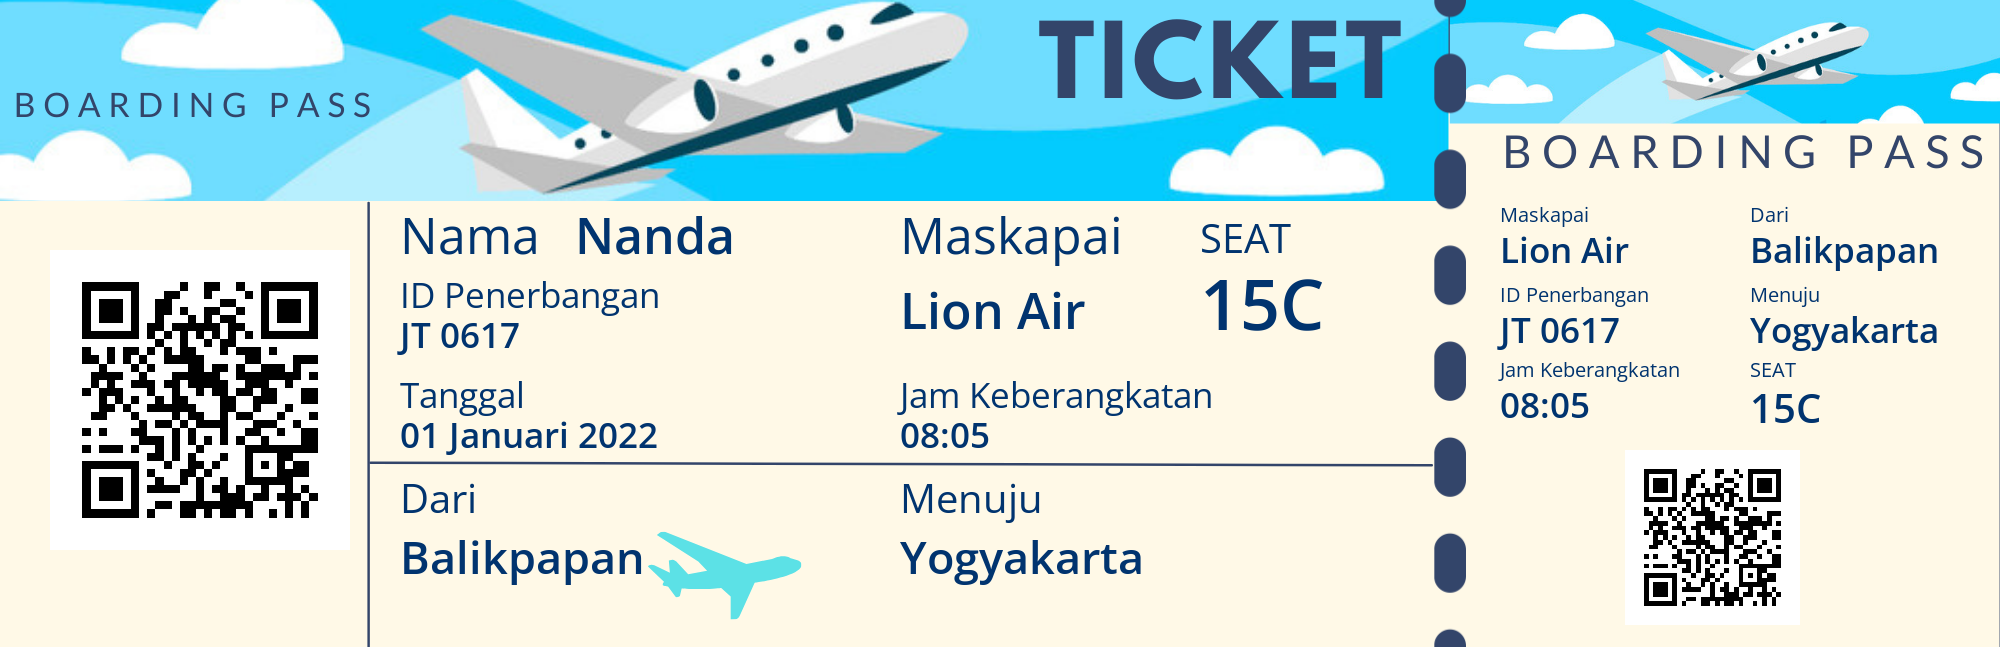 BOARDING PASS
TICKET
Nama Nanda
ID Penerbangan
JT 0617
Tanggal
01 Januari 2022
Maskapai
Lion Air
SEAT
15C
Jam Keberangkatan
08:05
Dari
Balikpapan
Menuju
Yogyakarta
BOARDING PASS
Maskapai
Lion Air
Dari
Balikpapan
ID Penerbangan
JT 0617
Menuju
Yogyakarta
Jam Keberangkatan
08:05
SEAT
15C